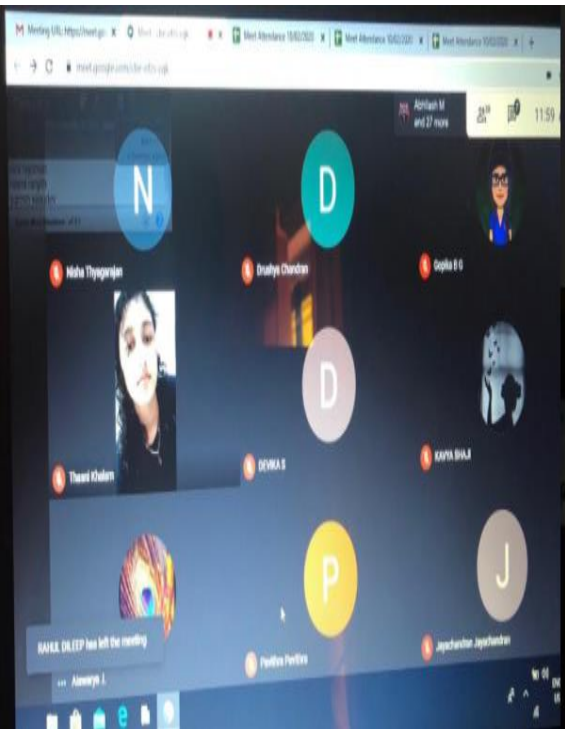 Meeting URL: https://meet.go
Meet Attendance 10/02/2020
Meet Attendance 10/02/2020
Meet Attendance 10/02/2020
Abhilash M
and 27 more
11:59
N
D
Nisha Thyagarajan
Drushya Chandran
Gopika B G
D
Thasni Khalam
DEVIKA S
KAVYA SHAJI
P
J
RAHUL DILEEP has left the meeting
Pavithra Pavithra
Jayachandran Jayachandran
Aiswarya J.